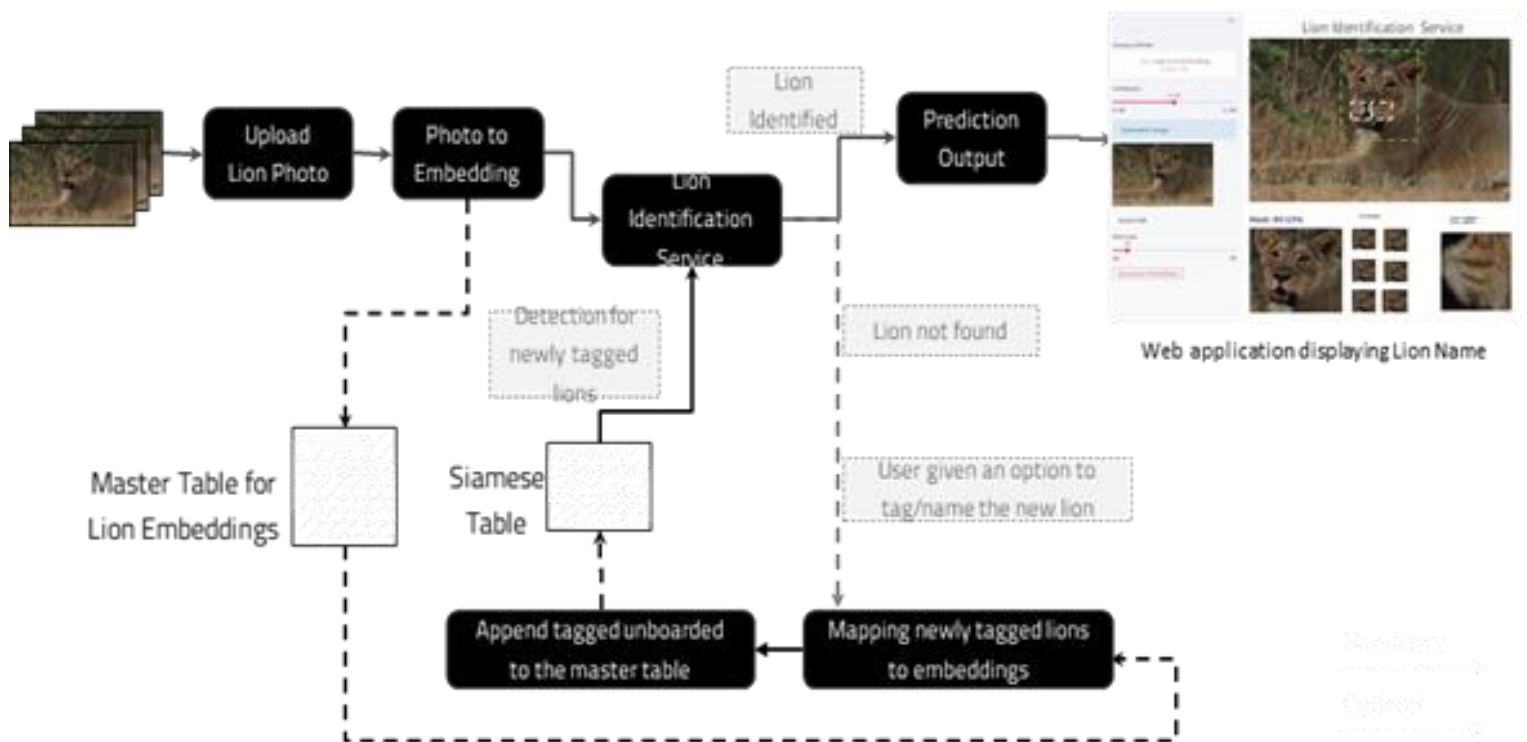 Lion Identification Service
Upload
Lion Photo
Photo to
Embedding
Lion
Identified
Prediction
Output
Lion
Identification
Service
Detection for
newly tagged
lions
Lion not found
Web application displaying Lion Name
Master Table for
Lion Embeddings
Siamese
Table
User given an option to
tag/name the new lion
Append tagged unboarded
to the master table
Mapping newly tagged lions
to embeddings
Mandatory
Optional